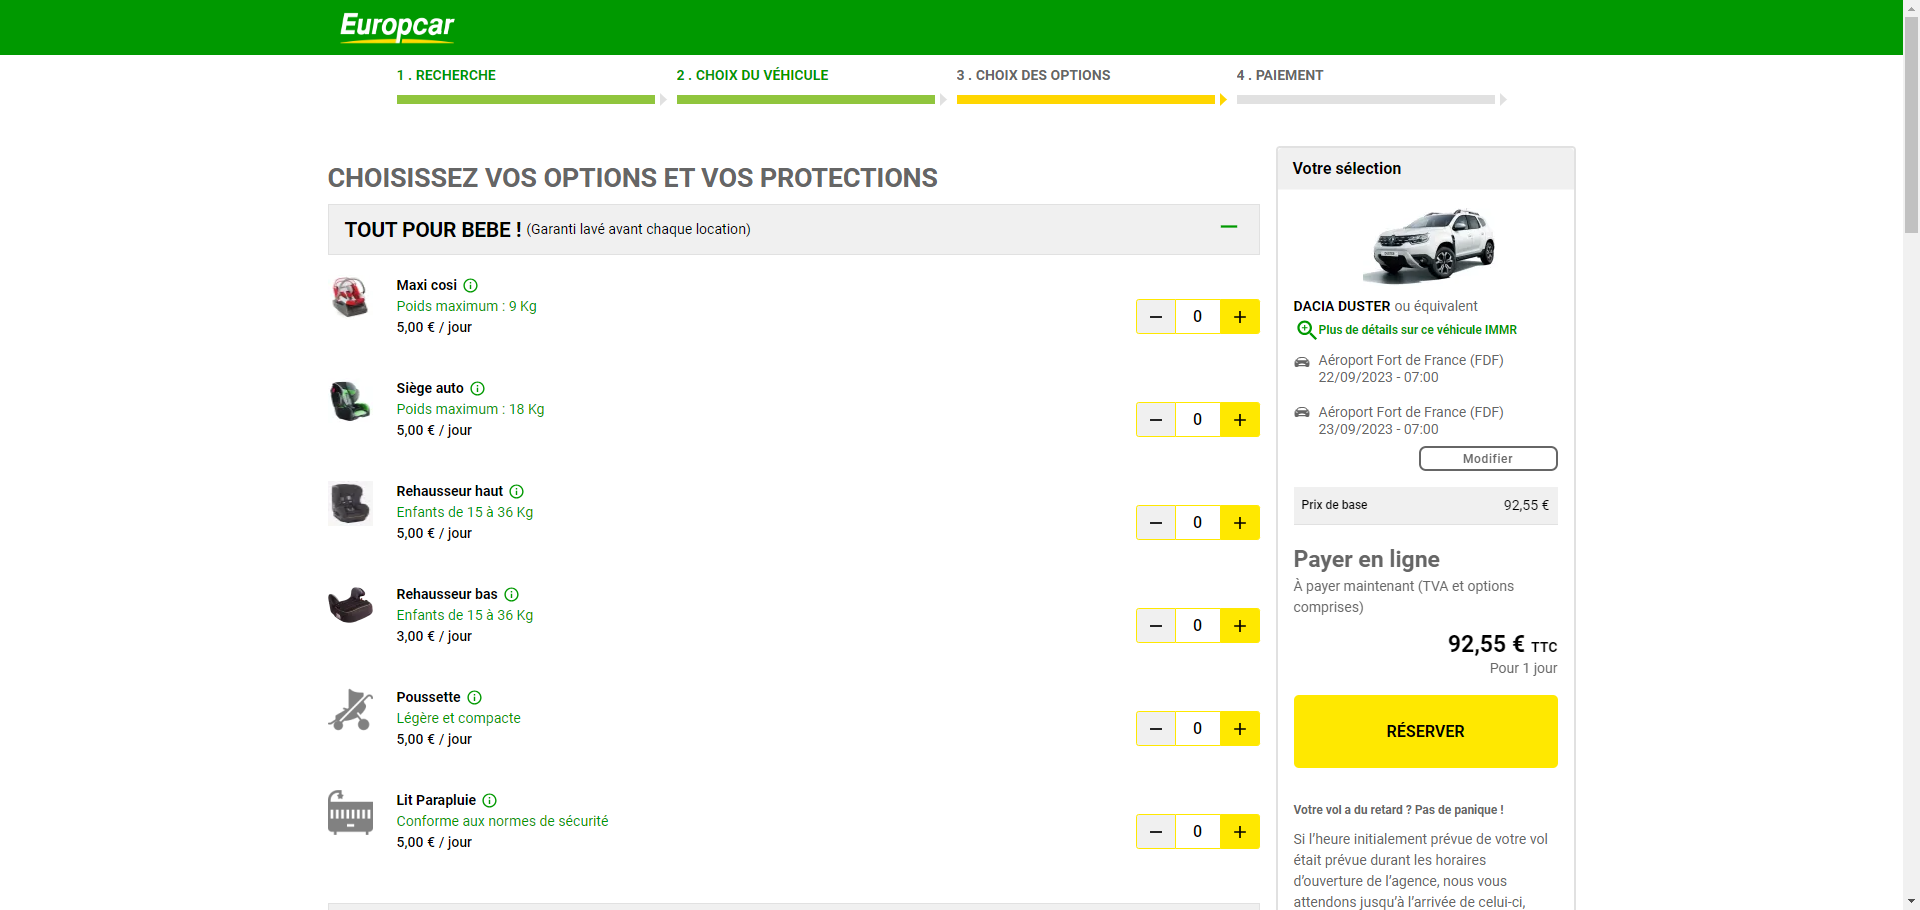 Europcar
1 . RECHERCHE
2 . CHOIX DU VÉHICULE
3 . CHOIX DES OPTIONS
4 . PAIEMENT
CHOISISSEZ VOS OPTIONS ET VOS PROTECTIONS
TOUT POUR BEBE ! (Garanti lavé avant chaque location)
Maxi cosi
Poids maximum : 9 Kg
5,00 € / jour
0
Siège auto
Poids maximum : 18 Kg
5,00 € / jour
0
Rehausseur haut
Enfants de 15 à 36 Kg
5,00 € / jour
0
Rehausseur bas
Enfants de 15 à 36 Kg
3,00 € / jour
0
Poussette
Légère et compacte
5,00 € / jour
0
Lit Parapluie
Conforme aux normes de sécurité
5,00 € / jour
0
Votre sélection
DACIA DUSTER ou équivalent
Plus de détails sur ce véhicule IMMR
Aéroport Fort de France (FDF)
22/09/2023 - 07:00
Aéroport Fort de France (FDF)
23/09/2023 - 07:00
Modifier
Prix de base 92,55 €
Payer en ligne
À payer maintenant (TVA et options
comprises)
92,55 € TTC
Pour 1 jour
RÉSERVER
Votre vol a du retard ? Pas de panique !
Si l’heure initialement prévue de votre vol
était prévue durant les horaires
d’ouverture de l’agence, nous vous
attendons jusqu’à l’arrivée de celui-ci,